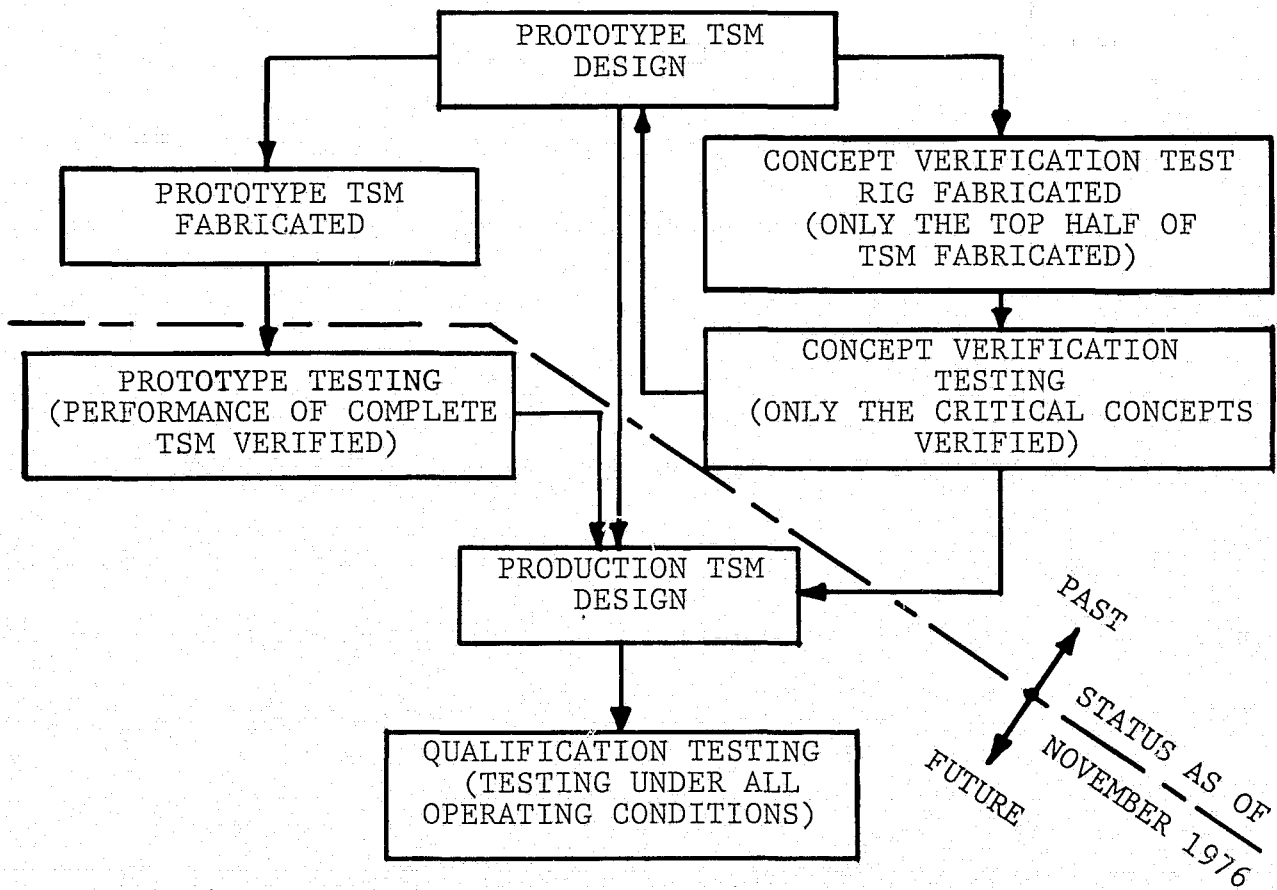 PROTOTYPE TSM
DESIGN
PROTOTYPE TSM
FABRICATED
CONCEPT VERIFICATION TEST
RIG FABRICATED
(ONLY THE TOP HALF OF
TSM FABRICATED)
PROTOTYPE TESTING
(PERFORMANCE OF COMPLETE
TSM VERIFIED)
CONCEPT VERIFICATION
TESTING
(ONLY THE CRITICAL CONCEPTS
VERIFIED)
PRODUCTION TSM
DESIGN
QUALIFICATION TESTING
(TESTING UNDER ALL
OPERATING CONDITIONS)
PAST
FUTURE
STATUS AS OF
NOVEMBER 1976